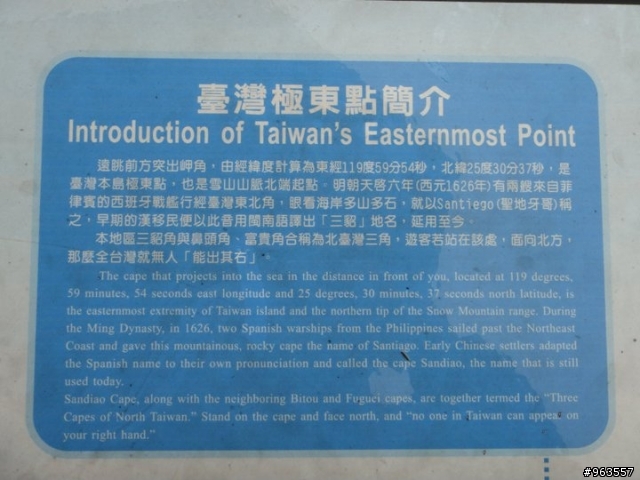 臺灣極東點簡介
Introduction of Taiwan's Easternmost Point
遠眺前方突出岬角，由經緯度計算為東經119度59分54秒，北緯25度30分37秒，是
臺灣本島極東點，也是雪山山脈北端起點。明朝天啓六年(西元1626年)有兩艘來自菲
律賓的西班牙戰艦行經臺灣東北角，眼看海岸多山多石，就以Santiego(聖地牙哥)稱
之，早期的漢移民便以此音用閩南語譯出「三貂」地名，延用至今。
本地區三貂角與鼻頭角、富貴角合稱為北臺灣三角，遊客若站在該處，面向北方，
那麼全台灣就無人「能出其右」
The cape that projects into the sea in the distance in front of you, located at 119 degrees,
59 minutes, 54 seconds east longitude and 25 degrees, 30 minutes, 37 seconds north latitude, is
the easternmost extremity of Taiwan island and the northern tip of the Snow Mountain range. During
the Ming Dynasty, in 1626, two Spanish warships from the Philippines sailed past the Northeast
Coast and gave this mountainous, rocky cape the name of Santiago. Early Chinese settlers adapted
the Spanish name to their own pronunciation and called the cape Sandiao, the name that is still
used today.
Sandiao Cape, along with the neighboring Bitou and Fuguei capes, are together termed the “Three
Capes of North Taiwan.” Stand on the cape and face north, and “no one in Taiwan can appear on
your right hand.”
#963557